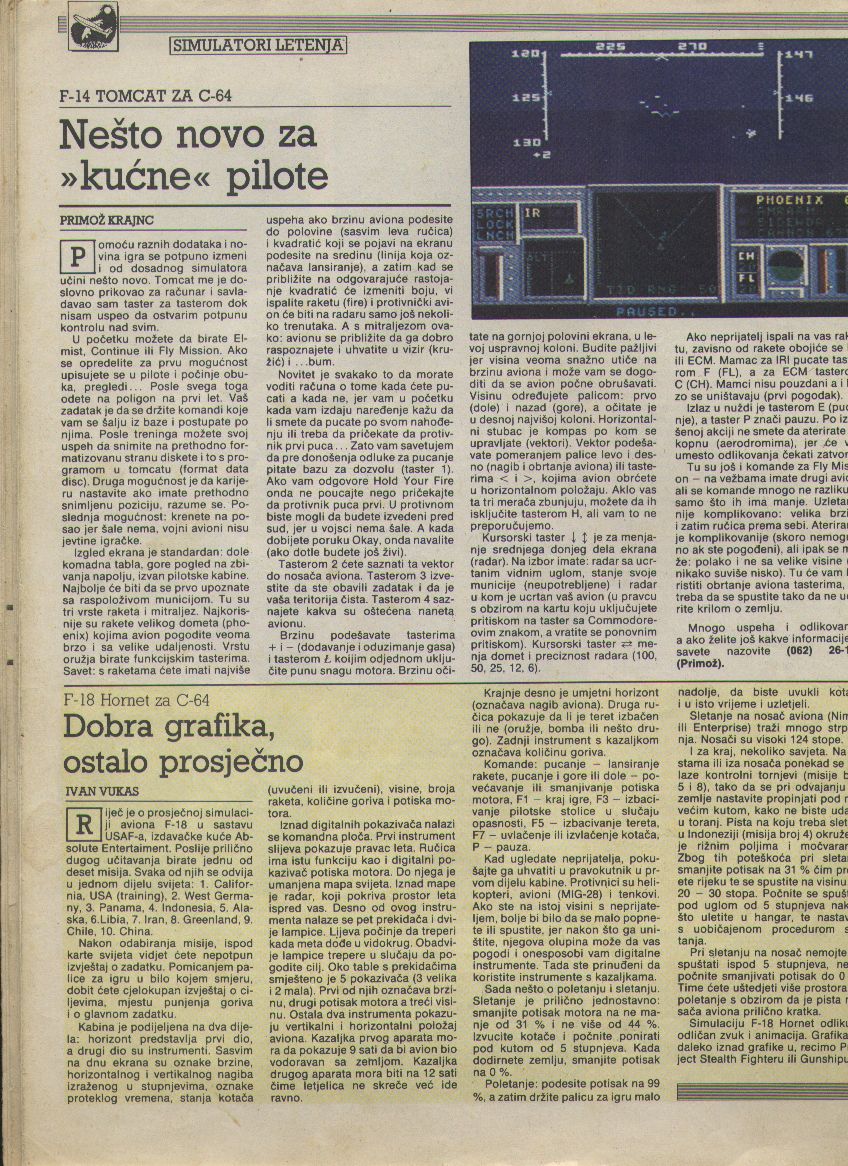 SIMULATORI LETENJA
F-14 TOMCAT ZA C-64
Nešto novo za
»kućne« pilote
PRIMOŽ KRAJNC
Pomoću raznih dodataka i no-
vina igra se potpuno izmeni
i od dosadnog simulatora
učini nešto novo. Tomcat me je do-
slovno prikovao za računar i savla-
davao sam taster za tasterom dok
nisam uspeo da ostvarim potpunu
kontrolu nad svim.
U početku možete da birate El-
mist, Continue ili Fly Mission. Ako
se opredelite za prvu mogućnost
upisujete se u pilote i počinje obu-
ka, pregledi... Posle svega toga
odete na poligon na prvi let. Vaš
zadatak je da se držite komandi koje
vam se šalju iz baze i postupate po
njima. Posle treninga možete svoj
uspeh da snimite na prethodno for-
matizovanu stranu diskete i to s pro-
gramom u tomcatu (format data
disc). Druga mogućnost je da karije-
ru nastavite ako imate prethodno
snimljenu poziciju, razume se. Po-
slednja mogućnost: krenete na po-
sao jer šale nema, vojni avioni nisu
jevtine igračke.
Izgled ekrana je standardan: dole
komadna tabla, gore pogled na zbi-
vanja napolju, izvan pilotske kabine.
Najbolje će biti da se prvo upoznate
sa raspoloživom municijom. Tu su
tri vrste raketa i mitraljez. Najkoris-
nije su rakete velikog dometa (pho-
enix) kojima avion pogodite veoma
brzo i sa velike udaljenosti. Vrstu
oružja birate funkcijskim tasterima.
Savet: s raketama ćete imati najviše
uspeha ako brzinu aviona podesite
do polovine (sasvim leva ručica)
i kvadratić koji se pojavi na ekranu
podesite na sredinu (linija koja oz-
načava lansiranje), a zatim kad se
približite na odgovarajuće rastoja-
nje kvadratić će izmeniti boju, vi
ispalite raketu (fire) i protivnički avi-
on će biti na radaru samo još nekoli-
ko trenutaka. A s mitraljezom ova-
ko: avionu se približite da ga dobro
raspoznajete i uhvatite u vizir (kru-
žić) i ...bum.
Novitet je svakako to da morate
voditi računa o tome kada ćete pu-
cati a kada ne, jer vam u početku
kada vam izdaju naređenje kažu da
li smete da pucate po svom nahođe-
nju ili treba da pričekate da protiv-
nik prvi puca... Zato vam savetujem
da pre donošenja odluke za pucanje
pitate bazu za dozvolu (taster 1).
Ako vam odgovore Hold Your Fire
onda ne poucajte nego pričekajte
da protivnik puca prvi. U protivnom
biste mogli da budete izvedeni pred
sud, jer u vojsci nema šale. A kada
dobijete poruku Okay, onda navalite
(ako dotle budete još živi).
Tasterom 2 ćete saznati ta vektor
do nosača aviona. Tasterom 3 izve-
stite da ste obavili zadatak i da je
vaša teritorija čista. Tasterom 4 saz-
najete kakva su oštećena naneta
avionu.
Brzinu podešavate tasterima
+ i − (dodavanje i oduzimanje gasa)
i tasterom £ koijim odjednom uklju-
čite punu snagu motora. Brzinu oči-
120 225 270 E 147
125 146
130
+2
SRCH IR
LOCK
LNCH
ALT
TID RNG 50
PHOENIX
CH
FL
PAUSED
tate na gornjoj polovini ekrana, u le-
voj uspravnoj koloni. Budite pažljivi
jer visina veoma snažno utiče na
brzinu aviona i može vam se dogo-
diti da se avion počne obrušavati.
Visinu određujete palicom: prvo
(dole) i nazad (gore), a očitate je
u desnoj najvišoj koloni. Horizontal-
ni stubac je kompas po kom se
upravljate (vektori). Vektor podeša-
vate pomeranjem palice levo i des-
no (nagib i obrtanje aviona) ili taste-
rima < i >, kojima avion obrćete
u horizontalnom položaju. Aklo vas
ta tri merača zbunjuju, možete da ih
isključite tasterom H, ali vam to ne
preporučujemo.
Kursorski taster ↓ ↕ je za menja-
nje srednjega donjeg dela ekrana
(radar). Na izbor imate: radar sa ucr-
tanim vidnim uglom, stanje svoje
municije (neupotrebljene) i radar
u kom je ucrtan vaš avion (u pravcu
s obzirom na kartu koju uključujete
pritiskom na taster sa Commodore-
ovim znakom, a vratite se ponovnim
pritiskom). Kursorski taster ⇄ me-
nja domet i preciznost radara (100,
50, 25, 12, 6).
Ako neprijatelj ispali na vas rak
tu, zavisno od rakete obojiće se
ili ECM. Mamac za IRI pucate tas
rom F (FL), a za ECM tasterc
C (CH). Mamci nisu pouzdani a i b
zo se uništavaju (prvi pogodak).
Izlaz u nuždi je tasterom E (puc
nje), a taster P znači pauzu. Po iz
šenoj akciji ne smete da aterirate
kopnu (aerodromima), jer će v
umesto odlikovanja čekati zatvor
Tu su još i komande za Fly Mis
on – na vežbama imate drugi avio
ali se komande mnogo ne razliku
samo što ih ima manje. Uzletan
nije komplikovano: velika brzi
i zatim ručica prema sebi. Ateriran
je komplikovanije (skoro nemogu
no ak ste pogođeni), ali ipak se m
že: polako i ne sa velike visine (
nikako suviše nisko). Tu će vam k
ristiti obrtanje aviona tasterima,
treba da se spustite tako da ne ud
rite krilom o zemlju.
Mnogo uspeha i odlikovan
a ako želite još kakve informacije
savete nazovite (062) 26-1
(Primož).
F-18 Hornet za C-64
Dobra grafika,
ostalo prosječno
IVAN VUKAS
Riječ je o prosječnoj simulaci-
ji aviona F-18 u sastavu
USAF-a, izdavačke kuće Ab-
solute Entertaiment. Poslije prilično
dugog učitavanja birate jednu od
deset misija. Svaka od njih se odvija
u jednom dijelu svijeta: 1. Califor-
nia, USA (training), 2. West Germa-
ny, 3. Panama, 4. Indonesia, 5. Ala-
ska, 6.Libia, 7. Iran, 8. Greenland, 9.
Chile, 10. China.
Nakon odabiranja misije, ispod
karte svijeta vidjet ćete nepotpun
izvještaj o zadatku. Pomicanjem pa-
lice za igru u bilo kojem smjeru,
dobit ćete cjelokupan izvještaj o ci-
ljevima, mjestu punjenja goriva
i o glavnom zadatku.
Kabina je podijeljena na dva dije-
la: horizont predstavlja prvi dio,
a drugi dio su instrumenti. Sasvim
na dnu ekrana su oznake brzine,
horizontalnog i vertikalnog nagiba
izraženog u stupnjevima, oznake
proteklog vremena, stanja kotača
(uvučeni ili izvučeni), visine, broja
raketa, količine goriva i potiska mo-
tora.
Iznad digitalnih pokazivača nalazi
se komandna ploča. Prvi instrument
slijeva pokazuje pravac leta. Ručica
ima istu funkciju kao i digitalni po-
kazivač potiska motora. Do njega je
umanjena mapa svijeta. Iznad mape
je radar, koji pokriva prostor leta
ispred vas. Desno od ovog instru-
menta nalaze se pet prekidača i dvi-
je lampice. Lijeva počinje da treperi
kada meta dođe u vidokrug. Obadvi-
je lampice trepere u slučaju da po-
godite cilj. Oko table s prekidačima
smješteno je 5 pokazivača (3 velika
i 2 mala). Prvi od njih označava brzi-
nu, drugi potisak motora a treći visi-
nu. Ostala dva instrumenta pokazu-
ju vertikalni i horizontalni položaj
aviona. Kazaljka prvog aparata mo-
ra da pokazuje 9 sati da bi avion bio
vodoravan sa zemljom. Kazaljka
drugog aparata mora biti na 12 sati
čime letjelica ne skreče već ide
ravno.
Krajnje desno je umjetni horizont
(označava nagib aviona). Druga ru-
čica pokazuje da li je teret izbačen
ili ne (oružje, bomba ili nešto dru-
go). Zadnji instrument s kazaljkom
označava količinu goriva.
Komande: pucanje – lansiranje
rakete, pucanje i gore ili dole – po-
većavanje ili smanjivanje potiska
motora, F1 – kraj igre, F3 – izbaci-
vanje pilotske stolice u slučaju
opasnosti, F5 – izbacivanje tereta,
F7 – uvlačenje ili izvlačenje kotača,
P – pauza.
Kad ugledate neprijatelja, poku-
šajte ga uhvatiti u pravokutnik u pr-
vom dijelu kabine. Protivnici su heli-
kopteri, avioni (MIG-28) i tenkovi.
Ako ste na istoj visini s neprijate-
ljem, bolje bi bilo da se malo popne-
te ili spustite, jer nakon što ga uni-
štite, njegova olupina može da vas
pogodi i onesposobi vam digitalne
instrumente. Tada ste prinuđeni da
koristite instrumente s kazaljkama.
Sada nešto o poletanju i sletanju.
Sletanje je prilično jednostavno:
smanjite potisak motora na ne ma-
nje od 31 % i ne više od 44 %.
Izvucite kotače i počnite ponirati
pod kutom od 5 stupnjeva. Kada
dodirnete zemlju, smanjite potisak
na 0 %.
Poletanje: podesite potisak na 99
%, a zatim držite palicu za igru malo
nadolje, da biste uvukli kota
i u isto vrijeme i uzletjeli.
Sletanje na nosač aviona (Nim
ili Enterprise) traži mnogo strp
nja. Nosači su visoki 124 stope.
I za kraj, nekoliko savjeta. Na
stama ili iza nosača ponekad se
laze kontrolni tornjevi (misije b
5 i 8), tako da se pri odvajanju
zemlje nastavite propinjati pod r
većim kutom, kako ne biste uda
u toranj. Pista na koju treba slet
u Indoneziji (misija broj 4) okruže
je rižnim poljima i močvaran
Zbog tih poteškoća pri sletan
smanjite potisak na 31 % čim pre
ete rijeku te se spustite na visinu
20 – 30 stopa. Počnite se spušt
pod uglom od 5 stupnjeva nak
što uletite u hangar, te nastav
s uobičajenom procedurom s
tanja.
Pri sletanju na nosač nemojte
spuštati ispod 5 stupnjeva, ne
počnite smanjivati potisak do 0
Time ćete uštedjeti više prostora
poletanje s obzirom da je pista n
sača aviona prilično kratka.
Simulaciju F-18 Hornet odliku
odličan zvuk i animacija. Grafika
daleko iznad grafike u, recimo P
ject Stealth Fighteru ili Gunshipu